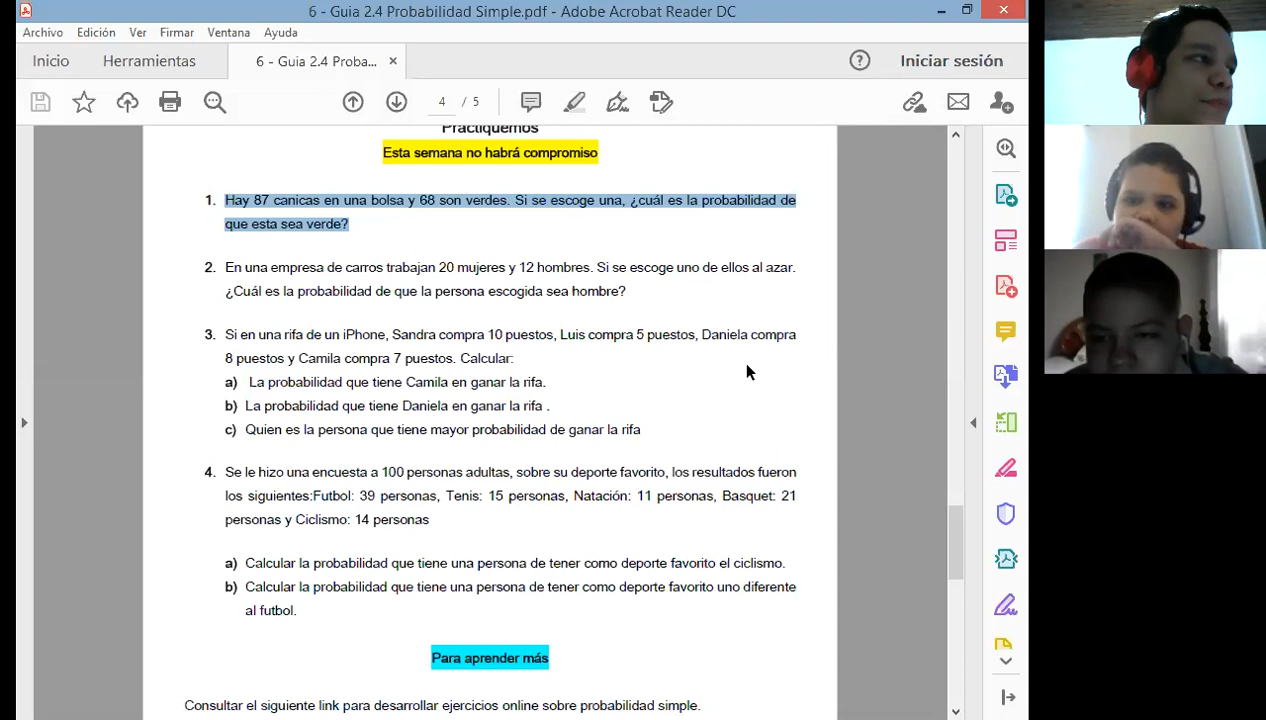 6 - Guia 2.4 Probabilidad Simple.pdf - Adobe Acrobat Reader DC
Archivo Edición Ver Firmar Ventana Ayuda
Inicio Herramientas 6 - Guia 2.4 Proba... × Iniciar sesión
4 / 5
Practiquemos
Esta semana no habrá compromiso
1. Hay 87 canicas en una bolsa y 68 son verdes. Si se escoge una, ¿cuál es la probabilidad de
que esta sea verde?
2. En una empresa de carros trabajan 20 mujeres y 12 hombres. Si se escoge uno de ellos al azar.
¿Cuál es la probabilidad de que la persona escogida sea hombre?
3. Si en una rifa de un iPhone, Sandra compra 10 puestos, Luis compra 5 puestos, Daniela compra
8 puestos y Camila compra 7 puestos. Calcular:
a) La probabilidad que tiene Camila en ganar la rifa.
b) La probabilidad que tiene Daniela en ganar la rifa .
c) Quien es la persona que tiene mayor probabilidad de ganar la rifa
4. Se le hizo una encuesta a 100 personas adultas, sobre su deporte favorito, los resultados fueron
los siguientes:Futbol: 39 personas, Tenis: 15 personas, Natación: 11 personas, Basquet: 21
personas y Ciclismo: 14 personas
a) Calcular la probabilidad que tiene una persona de tener como deporte favorito el ciclismo.
b) Calcular la probabilidad que tiene una persona de tener como deporte favorito uno diferente
al futbol.
Para aprender más
Consultar el siguiente link para desarrollar ejercicios online sobre probabilidad simple.